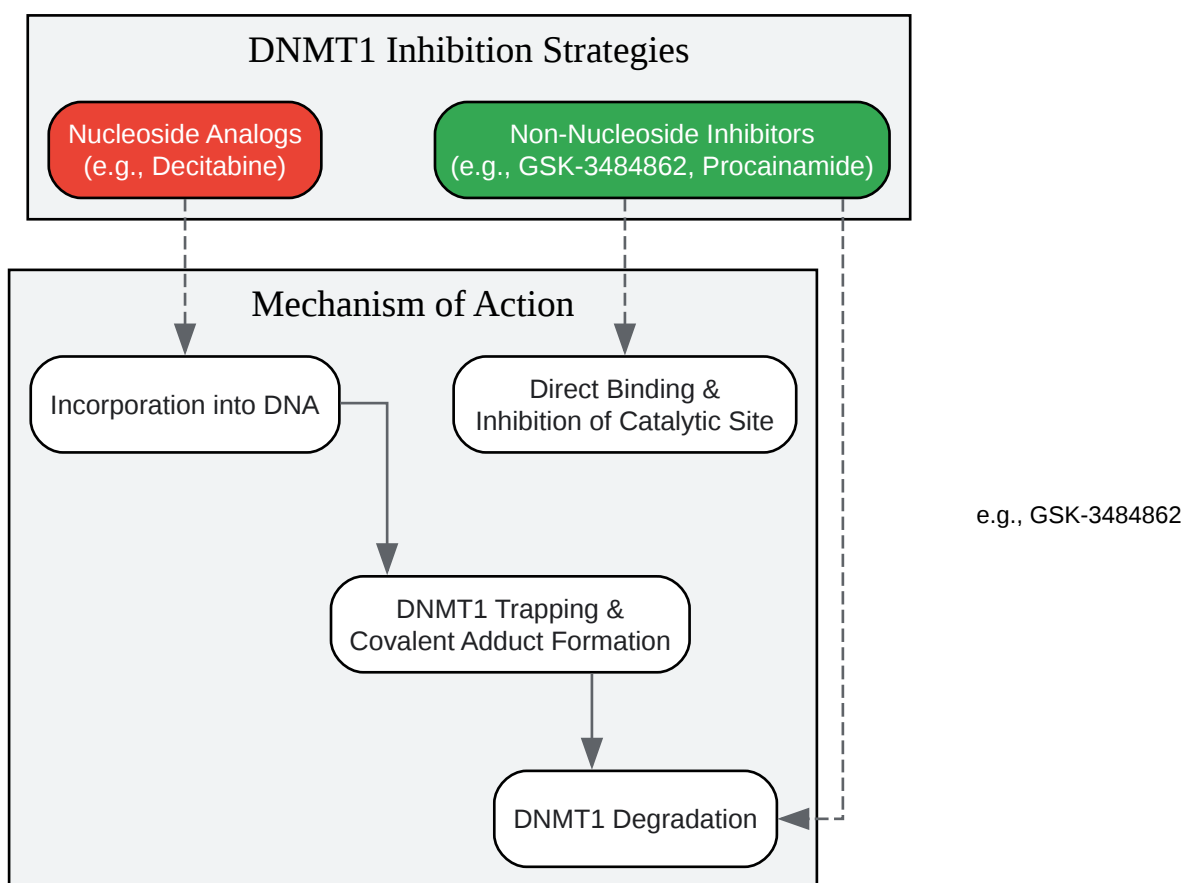 DNMT1 Inhibition Strategies
Nucleoside Analogs
(e.g., Decitabine)
Non-Nucleoside Inhibitors
(e.g., GSK-3484862, Procainamide)
Mechanism of Action
Incorporation into DNA
Direct Binding &
Inhibition of Catalytic Site
e.g., GSK-3484862
DNMT1 Trapping &
Covalent Adduct Formation
DNMT1 Degradation